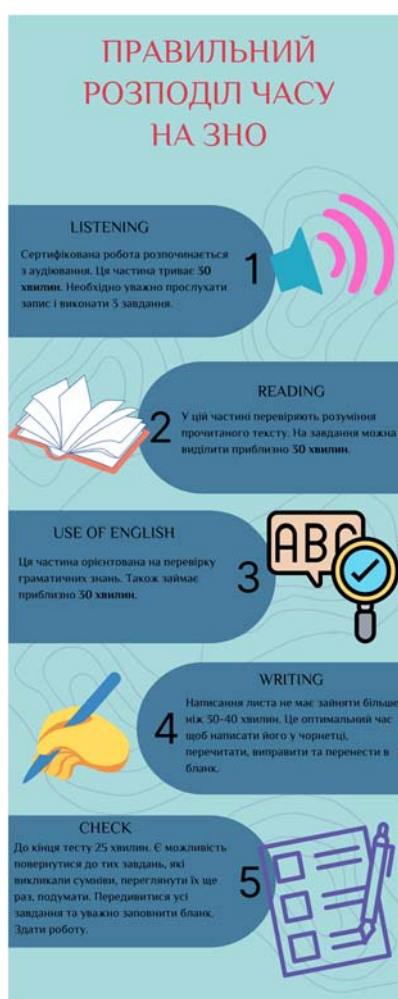 ПРАВИЛЬНИЙ
РОЗПОДІЛ ЧАСУ
НА ЗНО
LISTENING
Сертифікована робота розпочинається
з аудіювання. Ця частина триває 30
хвилин. Необхідно уважно прослухати
запис і виконати 3 завдання.
1
READING
2
У цій частині перевіряють розуміння
прочитаного тексту. На завдання можна
виділити приблизно 30 хвилин.
USE OF ENGLISH
Ця частина орієнтована на перевірку
граматичних знань. Також займає
приблизно 30 хвилин.
3
ABC
WRITING
4
Написання листа не має зайняти більше
ніж 30-40 хвилин. Це оптимальний час
щоб написати його у чорнетці,
перечитати, виправити та перенести в
бланк.
CHECK
До кінця тесту 25 хвилин. Є можливість
повернутися до тих завдань, які
викликали сумніви, переглянути їх ще
раз, подумати. Передивитися усі
завдання та уважно заповнити бланк.
Здати роботу.
5